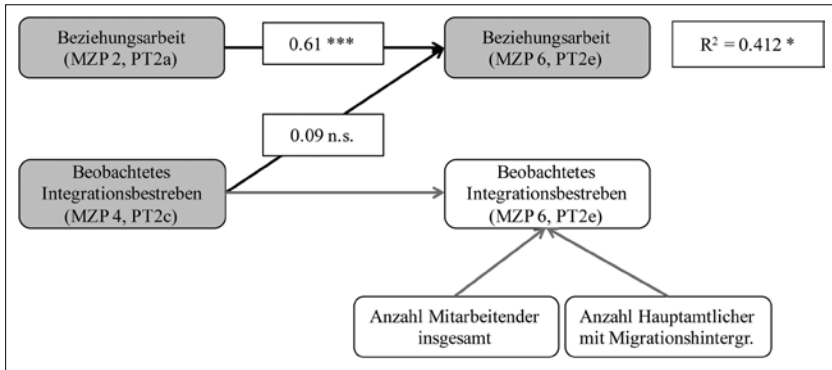 Beziehungsarbeit
(MZP 2, PT2a)
0.61 ***
Beziehungsarbeit
(MZP 6, PT2e)
R² = 0.412 *
0.09 n.s.
Beobachtetes
Integrationsbestreben
(MZP 4, PT2c)
Beobachtetes
Integrationsbestreben
(MZP 6, PT2e)
Anzahl Mitarbeitender
insgesamt
Anzahl Hauptamtlicher
mit Migrationshintergr.